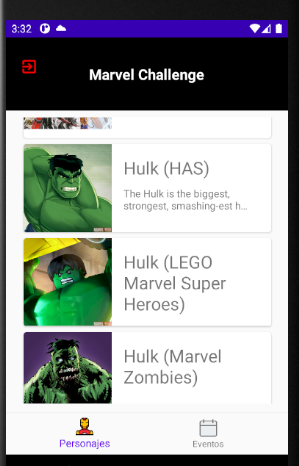 3:32
Marvel Challenge
Hulk (HAS)
The Hulk is the biggest,
strongest, smashing-est h...
Hulk (LEGO
Marvel Super
Heroes)
Hulk (Marvel
Zombies)
Personajes
Eventos